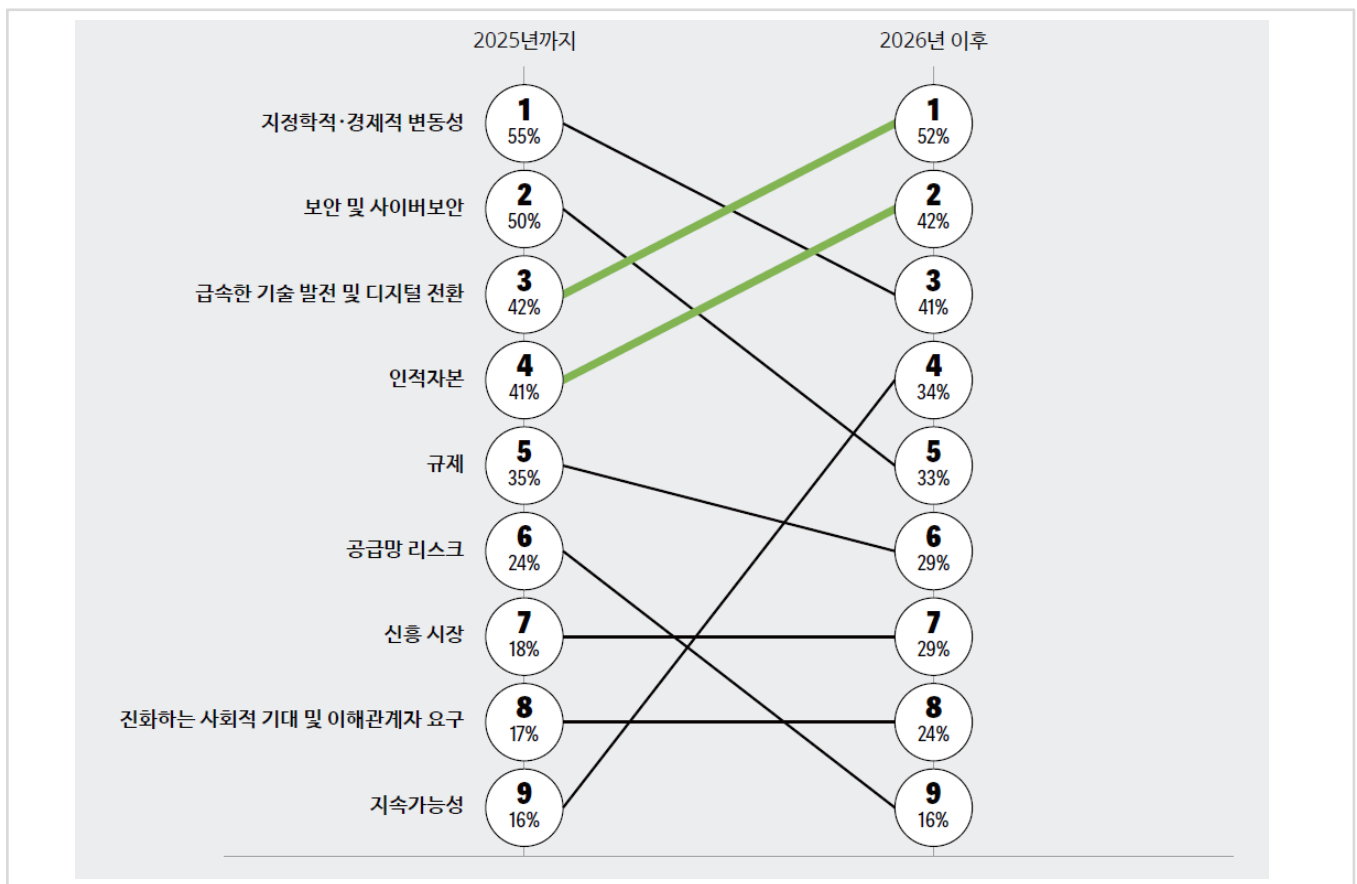 2025년까지 2026년 이후
지정학적·경제적 변동성 1 1
55% 52%
보안 및 사이버보안 2 2
50% 42%
급속한 기술 발전 및 디지털 전환 3 3
42% 41%
인적자본 4 4
41% 34%
규제 5 5
35% 33%
공급망 리스크 6 6
24% 29%
신흥 시장 7 7
18% 29%
진화하는 사회적 기대 및 이해관계자 요구 8 8
17% 24%
지속가능성 9 9
16% 16%